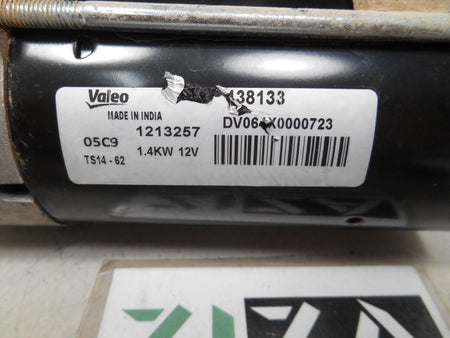 Valeo
438133
MADE IN INDIA
1213257
DV064X0000723
05C9
TS14 - 62
1.4KW 12V